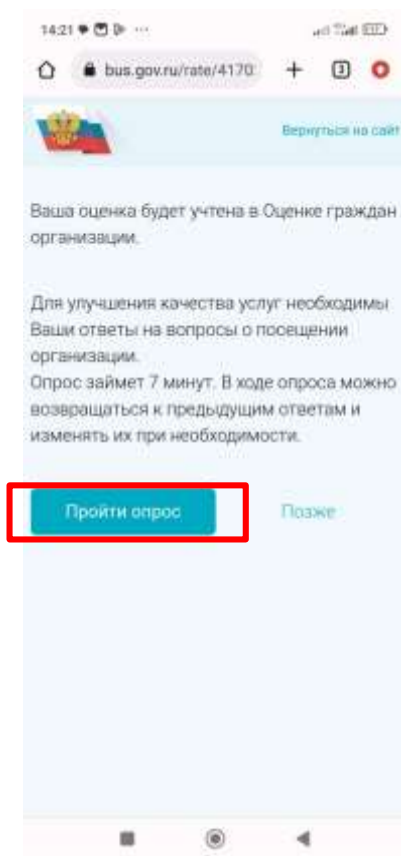 14:21
bus.gov.ru/rate/4170
3
Вернуться на сайт
Ваша оценка будет учтена в Оценке граждан
организации.
Для улучшения качества услуг необходимы
Ваши ответы на вопросы о посещении
организации.
Опрос займет 7 минут. В ходе опроса можно
возвращаться к предыдущим ответам и
изменять их при необходимости.
Пройти опрос
Позже